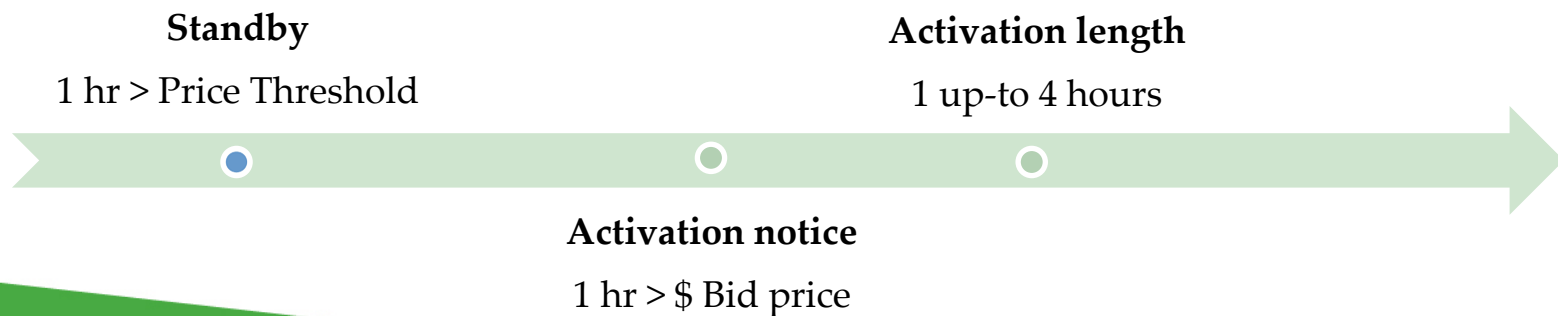 Standby
1 hr > Price Threshold
Activation notice
1 hr > $ Bid price
Activation length
1 up-to 4 hours